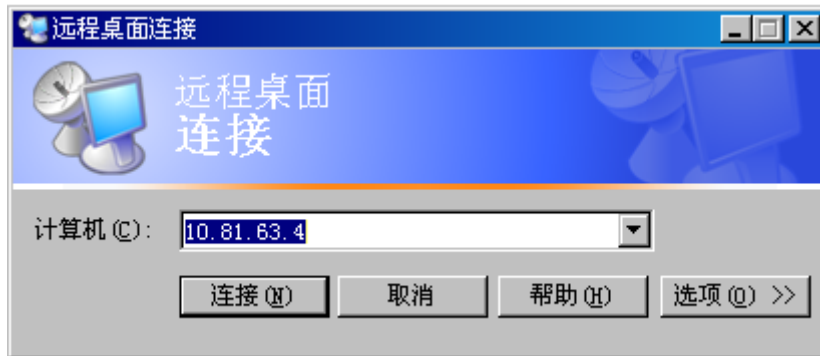 远程桌面连接
远程桌面
连接
计算机(C):
10.81.63.4
连接(N) 取消 帮助(H) 选项(O) >>